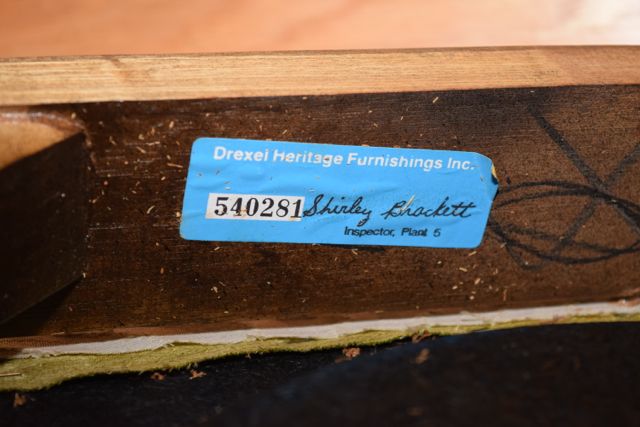 Drexel Heritage Furnishings Inc.
540281 Shirley Brackett
Inspector, Plant 5